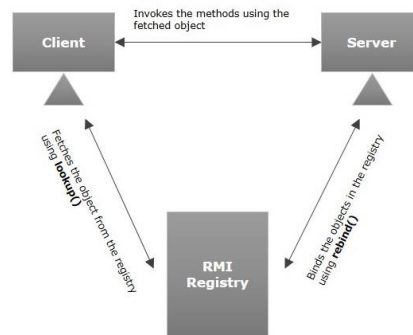 Invokes the methods using the
fetched object
Client
Server
Fetches the object from the registry
using lookup()
Binds the objects in the registry
using rebind()
RMI
Registry